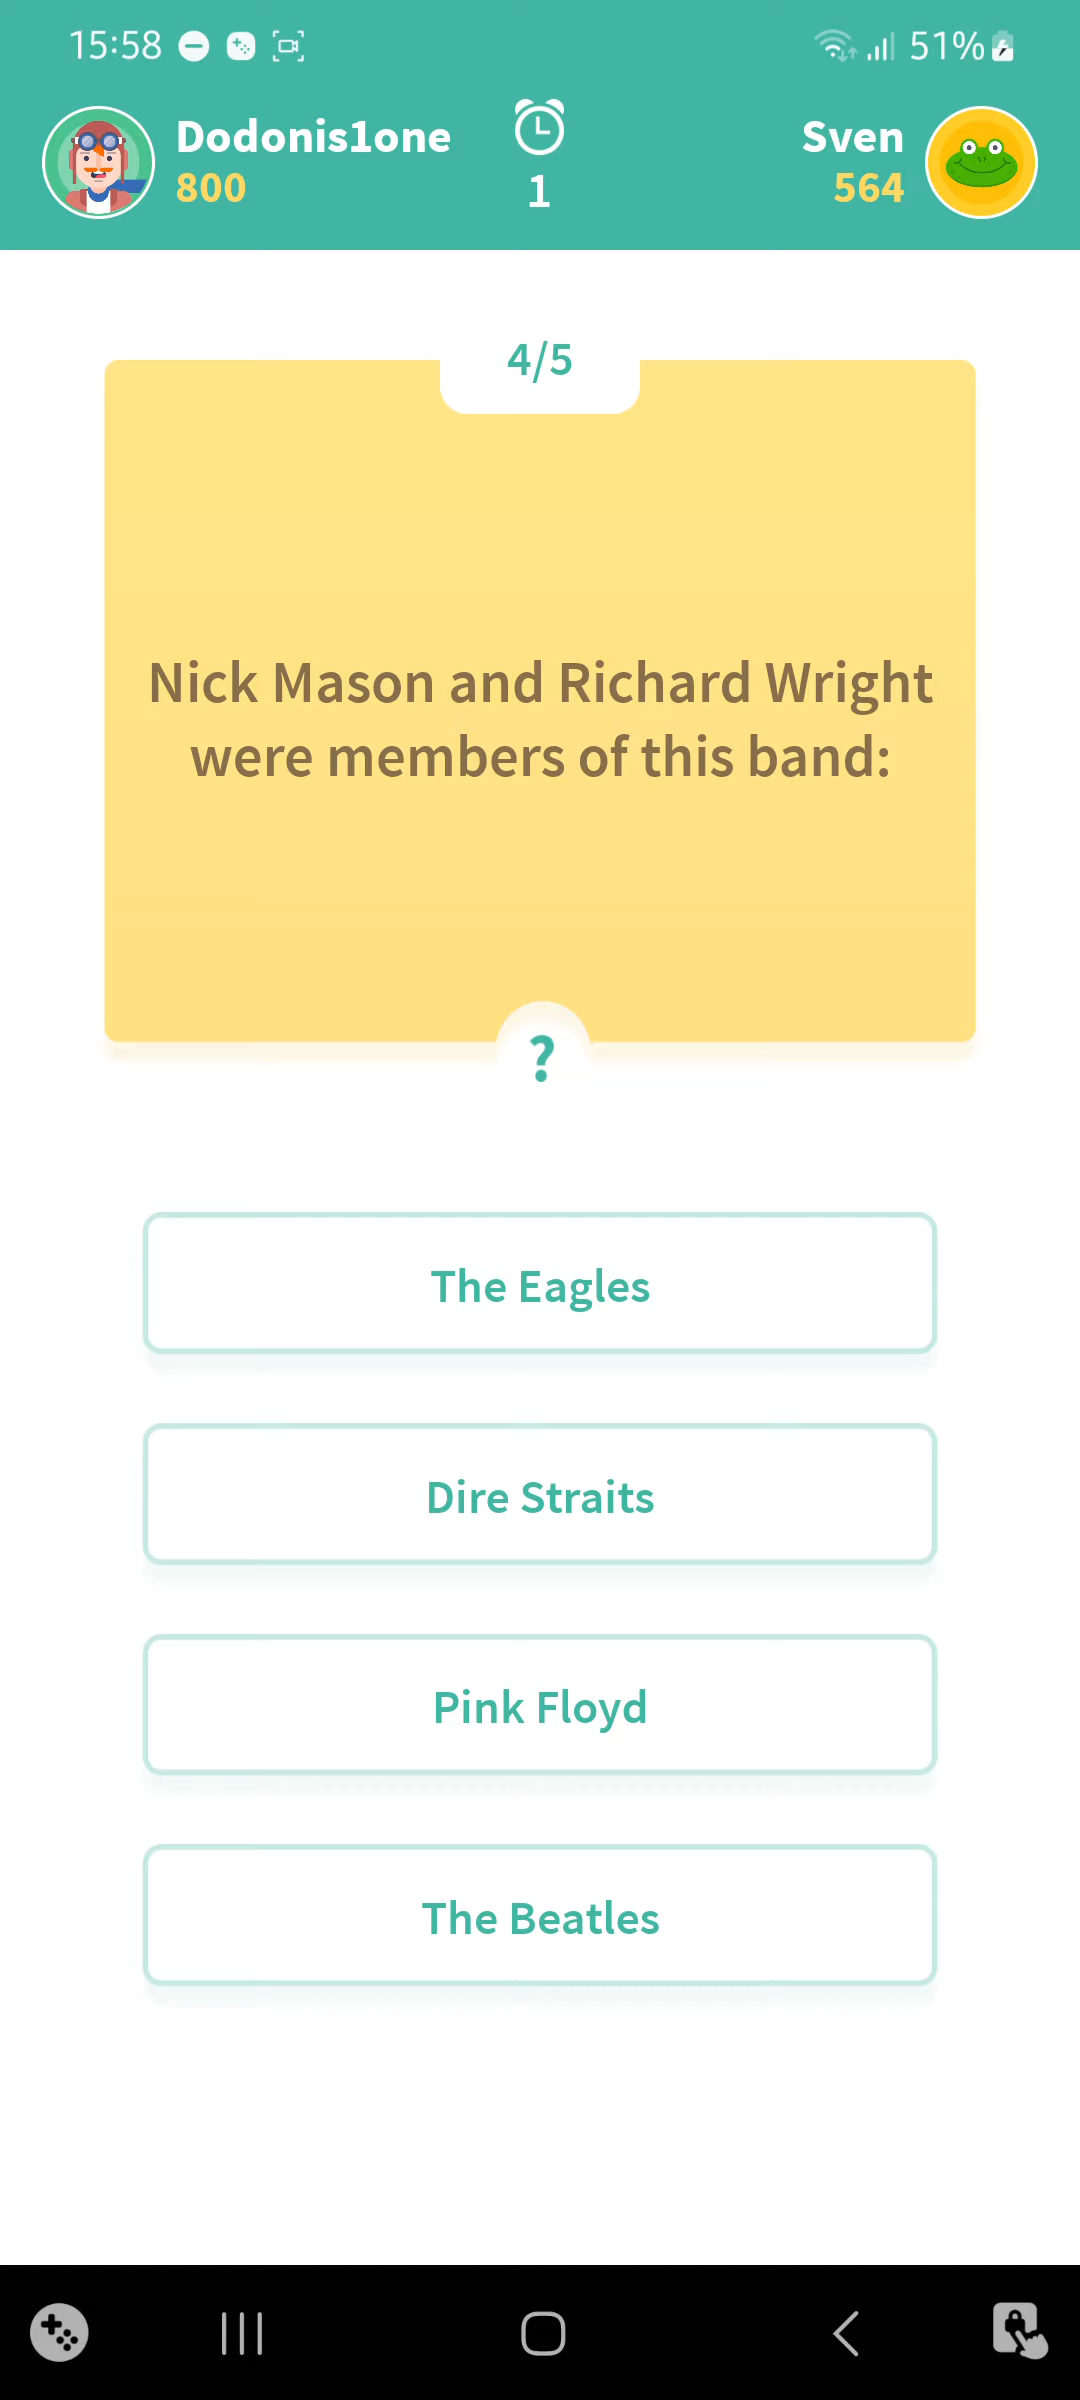 15:58
51%
Dodonis1one
800
1
Sven
564
4/5
Nick Mason and Richard Wright
were members of this band:
?
The Eagles
Dire Straits
Pink Floyd
The Beatles